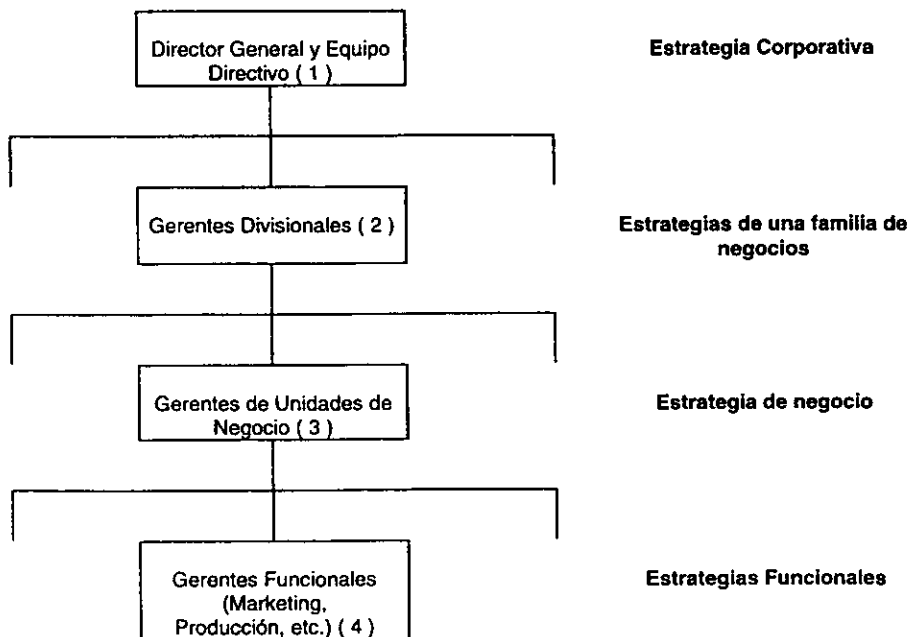 Director General y Equipo
Directivo ( 1 )
Estrategia Corporativa
Gerentes Divisionales ( 2 )
Estrategias de una familia de
negocios
Gerentes de Unidades de
Negocio ( 3 )
Estrategia de negocio
Gerentes Funcionales
(Marketing,
Producción, etc.) ( 4 )
Estrategias Funcionales